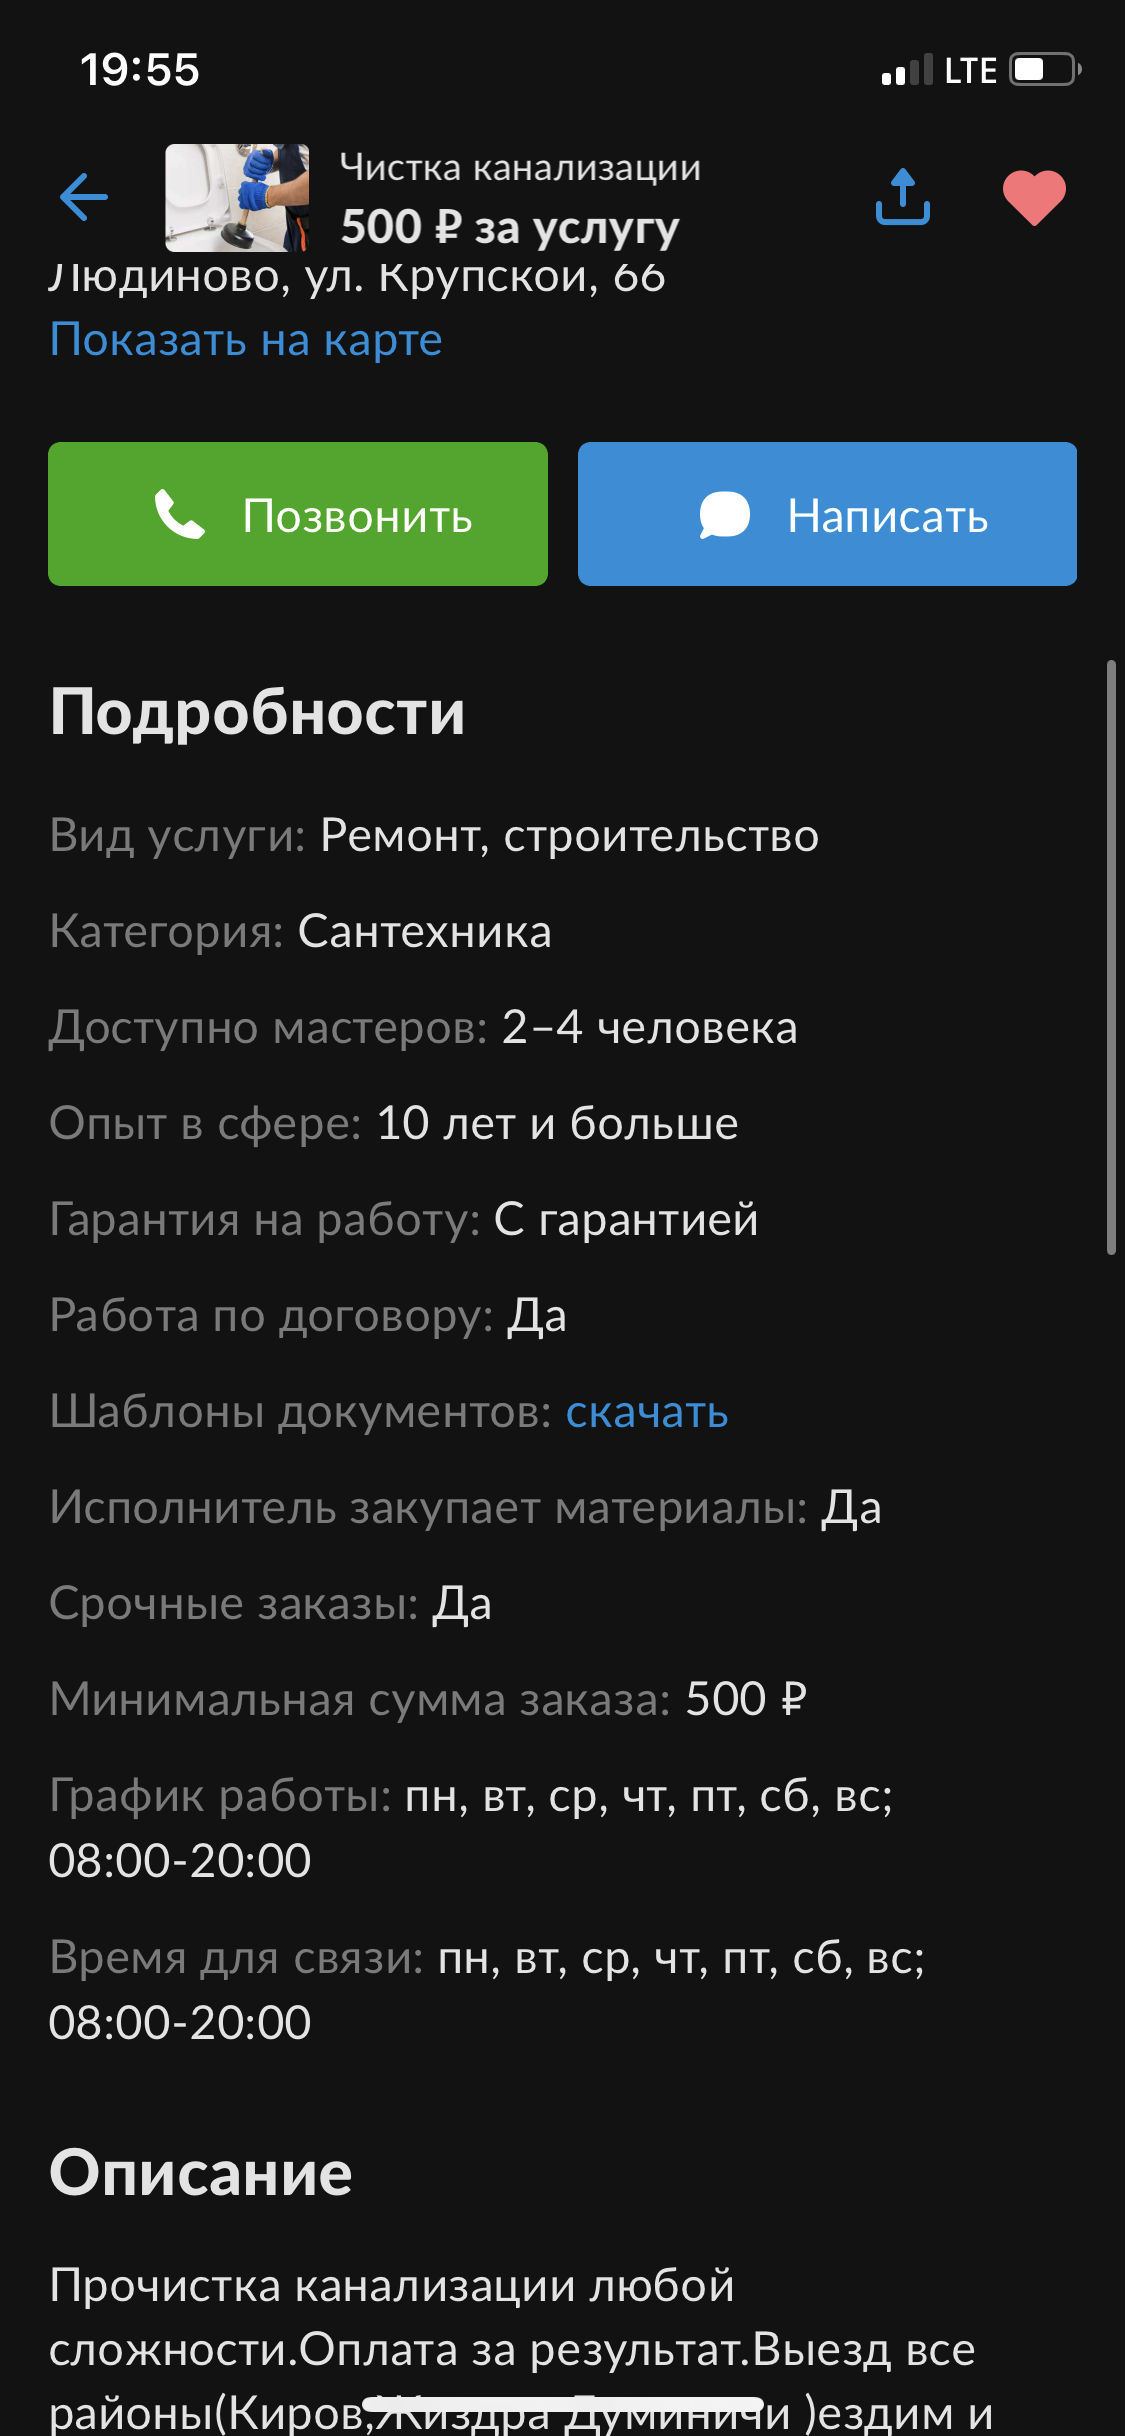 19:55
LTE
Чистка канализации
500 ₽ за услугу
Людиново, ул. Крупской, 66
Показать на карте
Позвонить
Написать
Подробности
Вид услуги: Ремонт, строительство
Категория: Сантехника
Доступно мастеров: 2–4 человека
Опыт в сфере: 10 лет и больше
Гарантия на работу: С гарантией
Работа по договору: Да
Шаблоны документов: скачать
Исполнитель закупает материалы: Да
Срочные заказы: Да
Минимальная сумма заказа: 500 ₽
График работы: пн, вт, ср, чт, пт, сб, вс;
08:00-20:00
Время для связи: пн, вт, ср, чт, пт, сб, вс;
08:00-20:00
Описание
Прочистка канализации любой
сложности.Оплата за результат.Выезд все
районы(Киров,Жиздра Думиничи )ездим и